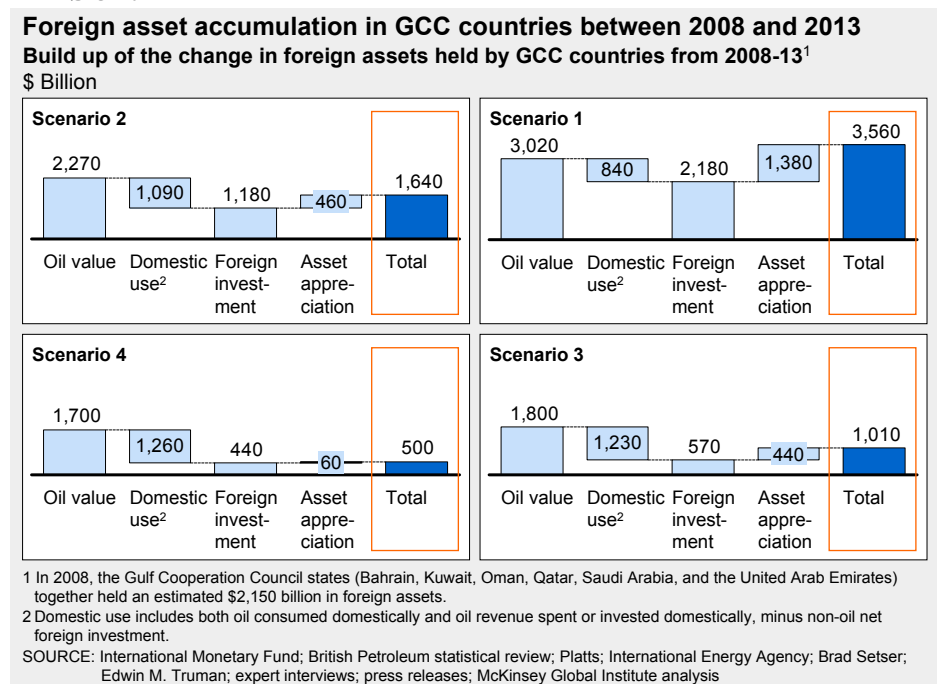 Foreign asset accumulation in GCC countries between 2008 and 2013
Build up of the change in foreign assets held by GCC countries from 2008-13¹
$ Billion
Scenario 2
2,270
1,090
1,180
460
1,640
Oil value
Domestic
use²
Foreign
invest-
ment
Asset
appre-
ciation
Total
Scenario 1
3,020
840
2,180
1,380
3,560
Oil value
Domestic
use²
Foreign
invest-
ment
Asset
appre-
ciation
Total
Scenario 4
1,700
1,260
440
60
500
Oil value
Domestic
use²
Foreign
invest-
ment
Asset
appre-
ciation
Total
Scenario 3
1,800
1,230
570
440
1,010
Oil value
Domestic
use²
Foreign
invest-
ment
Asset
appre-
ciation
Total
1 In 2008, the Gulf Cooperation Council states (Bahrain, Kuwait, Oman, Qatar, Saudi Arabia, and the United Arab Emirates)
together held an estimated $2,150 billion in foreign assets.
2 Domestic use includes both oil consumed domestically and oil revenue spent or invested domestically, minus non-oil net
foreign investment.
SOURCE: International Monetary Fund; British Petroleum statistical review; Platts; International Energy Agency; Brad Setser;
Edwin M. Truman; expert interviews; press releases; McKinsey Global Institute analysis